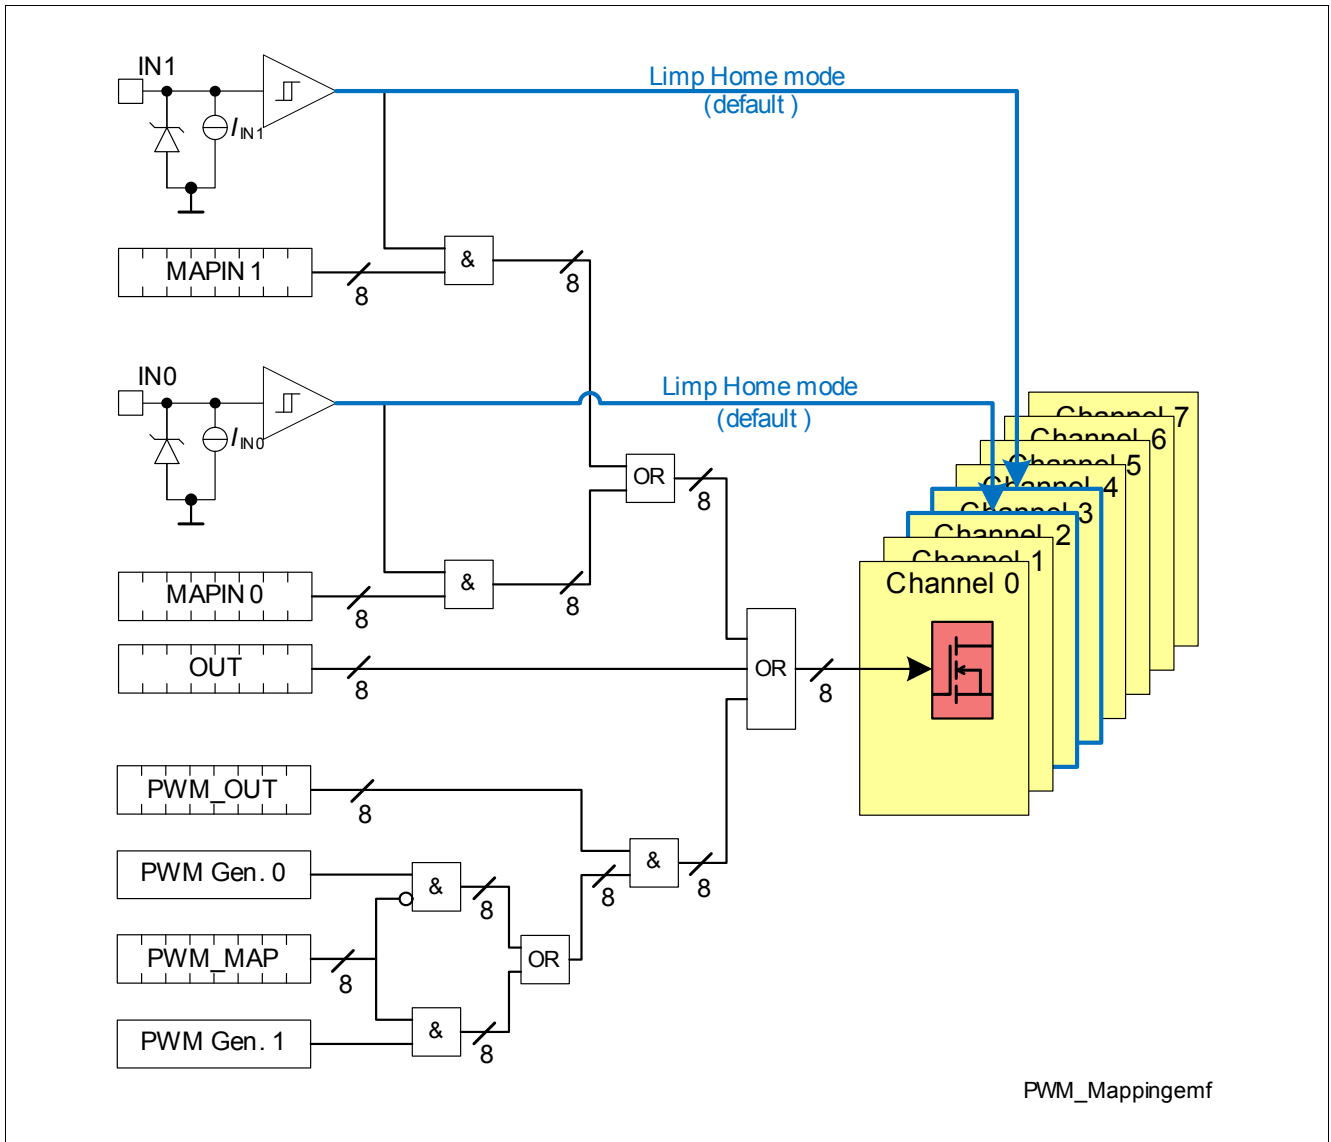 IN1
Limp Home mode
(default )
I IN1
&
8
MAPIN 1
8
IN0
Limp Home mode
(default )
I IN0
Channel 7
Channel 6
Channel 5
Channel 4
Channel 3
Channel 2
Channel 1
Channel 0
OR
8
&
8
MAPIN 0
8
OUT
8
OR
8
PWM_OUT
8
&
8
8
PWM Gen. 0
&
8
PWM_MAP
8
OR
PWM Gen. 1
&
8
PWM_Mappingemf